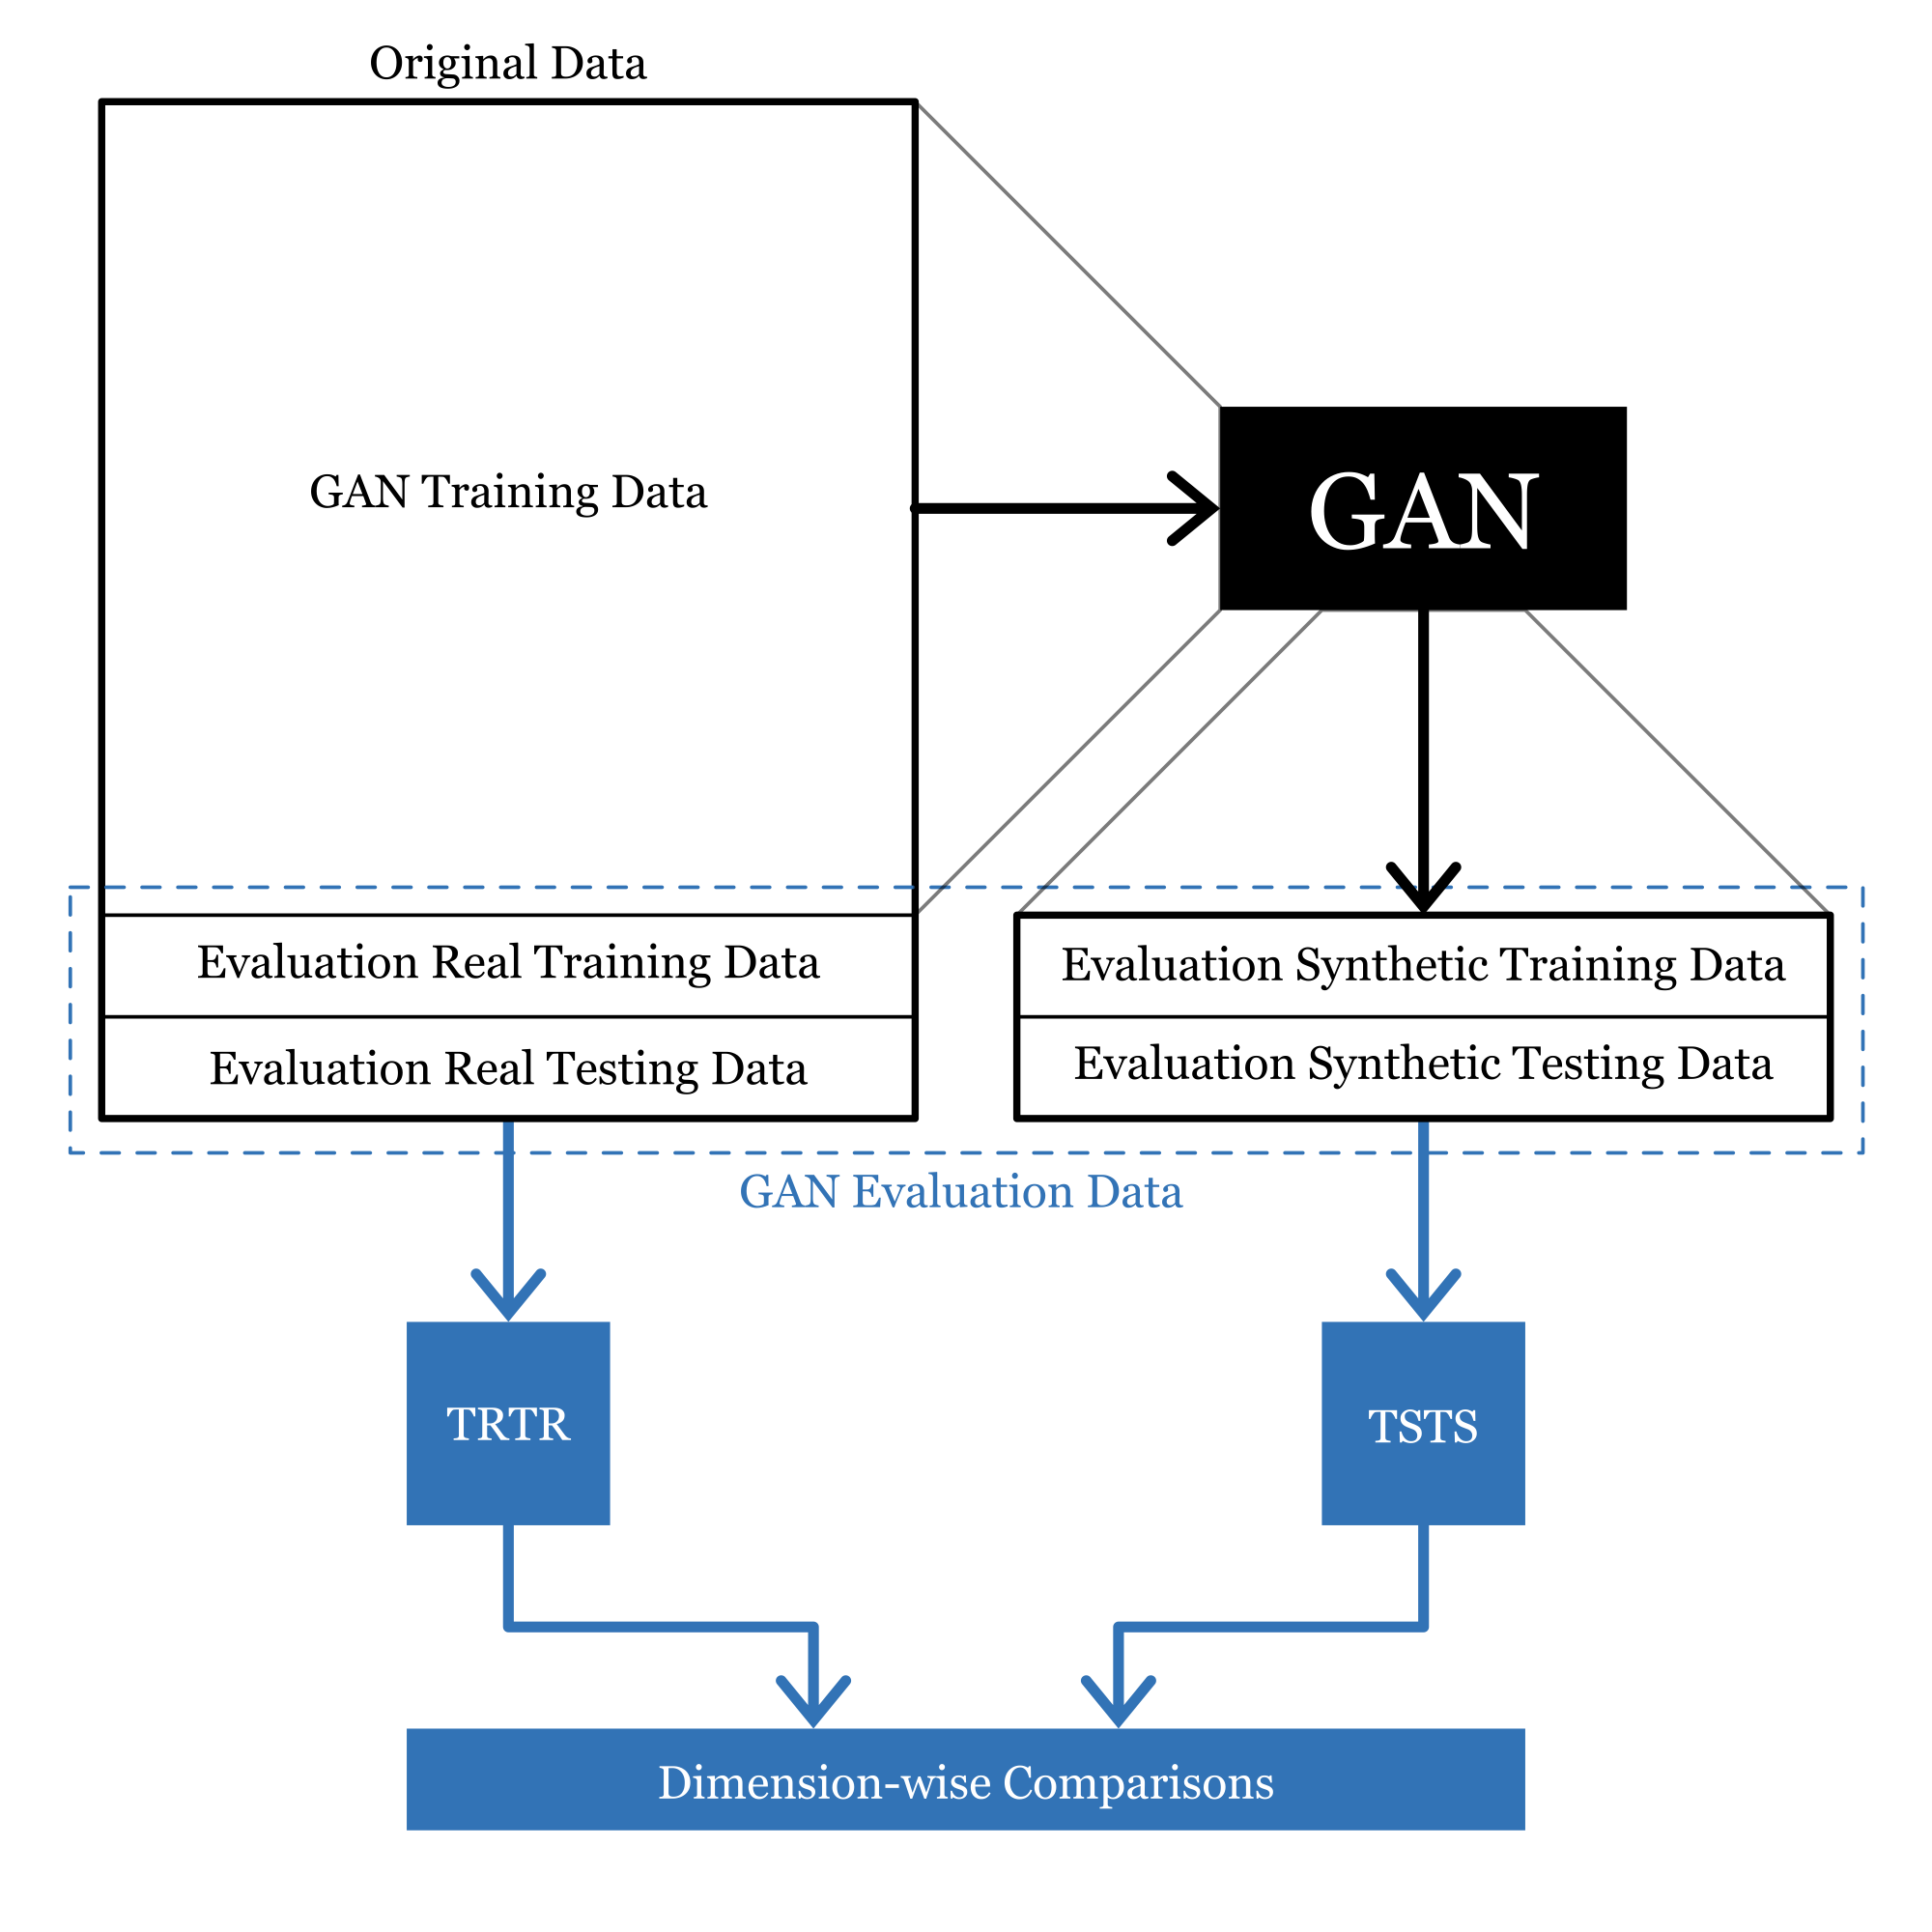 Original Data
GAN Training Data
GAN
Evaluation Real Training Data
Evaluation Real Testing Data
Evaluation Synthetic Training Data
Evaluation Synthetic Testing Data
GAN Evaluation Data
TRTR
TSTS
Dimension-wise Comparisons